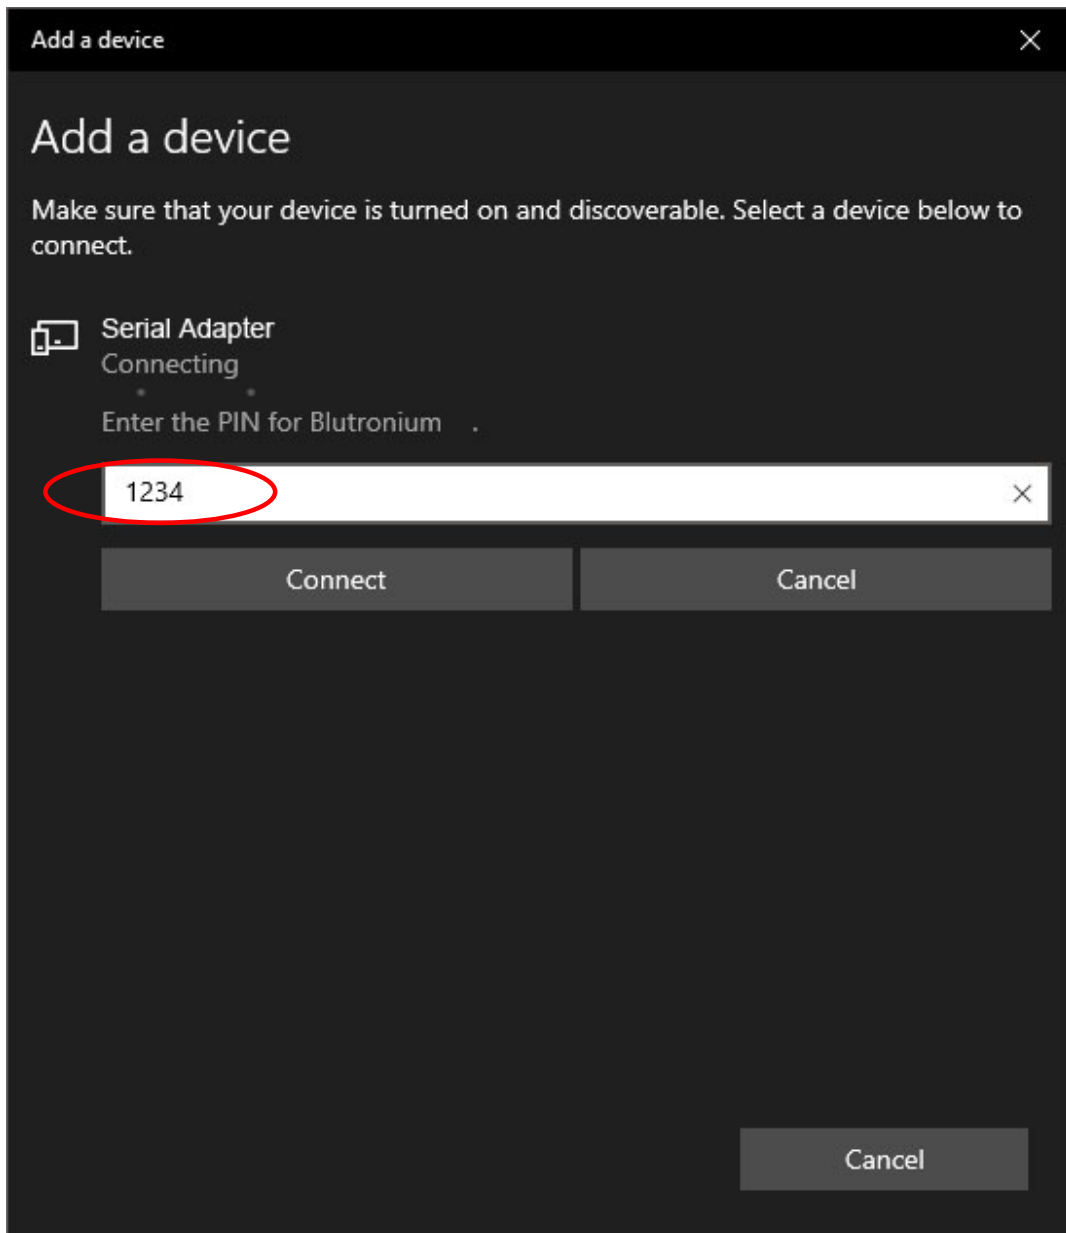 Add a device
Add a device
Make sure that your device is turned on and discoverable. Select a device below to
connect.
Serial Adapter
Connecting
Enter the PIN for Blutronium .
1234
Connect Cancel
Cancel